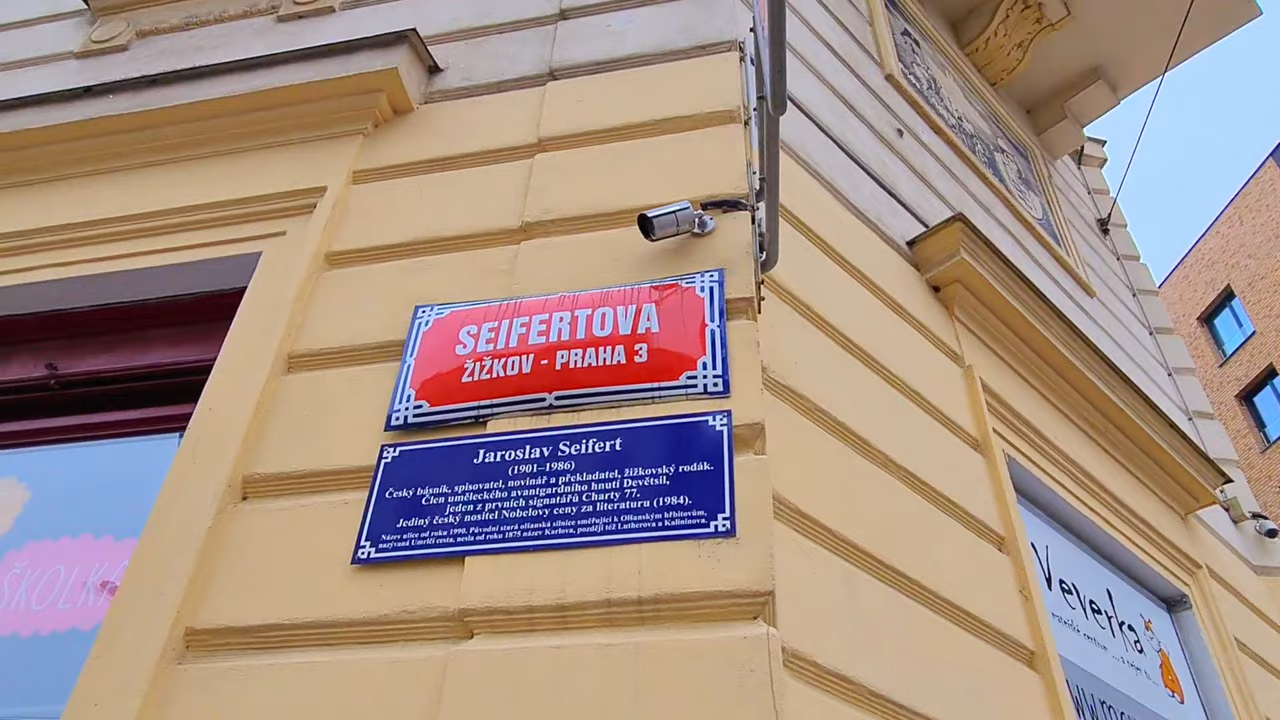 SEIFERTOVA
ŽIŽKOV - PRAHA 3
Jaroslav Seifert
(1901–1986)
Český básník, spisovatel, novinář a překladatel, žižkovský rodák.
Člen uměleckého avantgardního hnutí Devětsil,
jeden z prvních signatářů Charty 77.
Jediný český nositel Nobelovy ceny za literaturu (1984).
Název ulice od roku 1990. Původní stará olšanská silnice směřující k Olšanským hřbitovům,
nazývaná Umrlčí cesta, nesla od roku 1875 název Karlova, později též Lutherova a Kalininova.
ŠKOLKA
Veverka
mateřské centrum